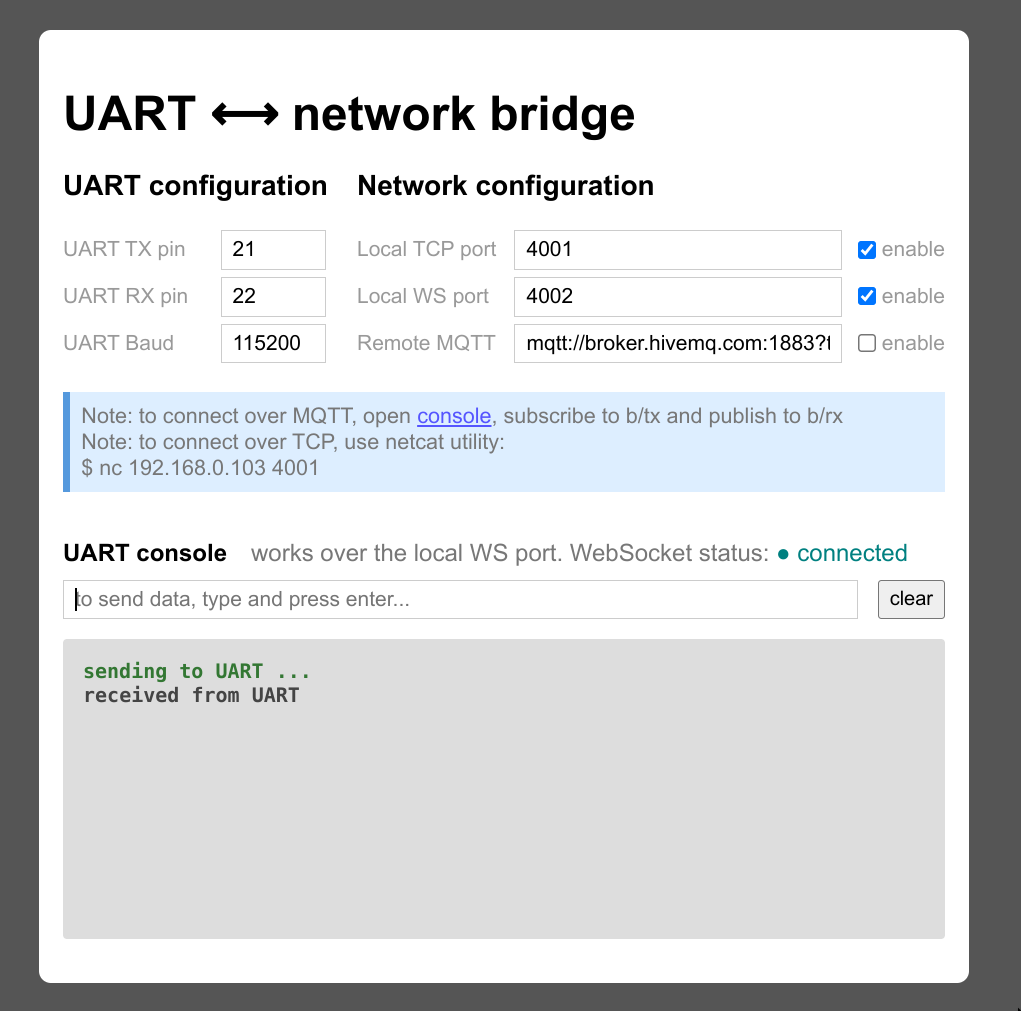 UART ⟷ network bridge
UART configuration
Network configuration
UART TX pin 21
Local TCP port 4001 enable
UART RX pin 22
Local WS port 4002 enable
UART Baud 115200
Remote MQTT mqtt://broker.hivemq.com:1883?t enable
Note: to connect over MQTT, open console, subscribe to b/tx and publish to b/rx
Note: to connect over TCP, use netcat utility:
$ nc 192.168.0.103 4001
UART console works over the local WS port. WebSocket status: ● connected
to send data, type and press enter... clear
sending to UART ...
received from UART